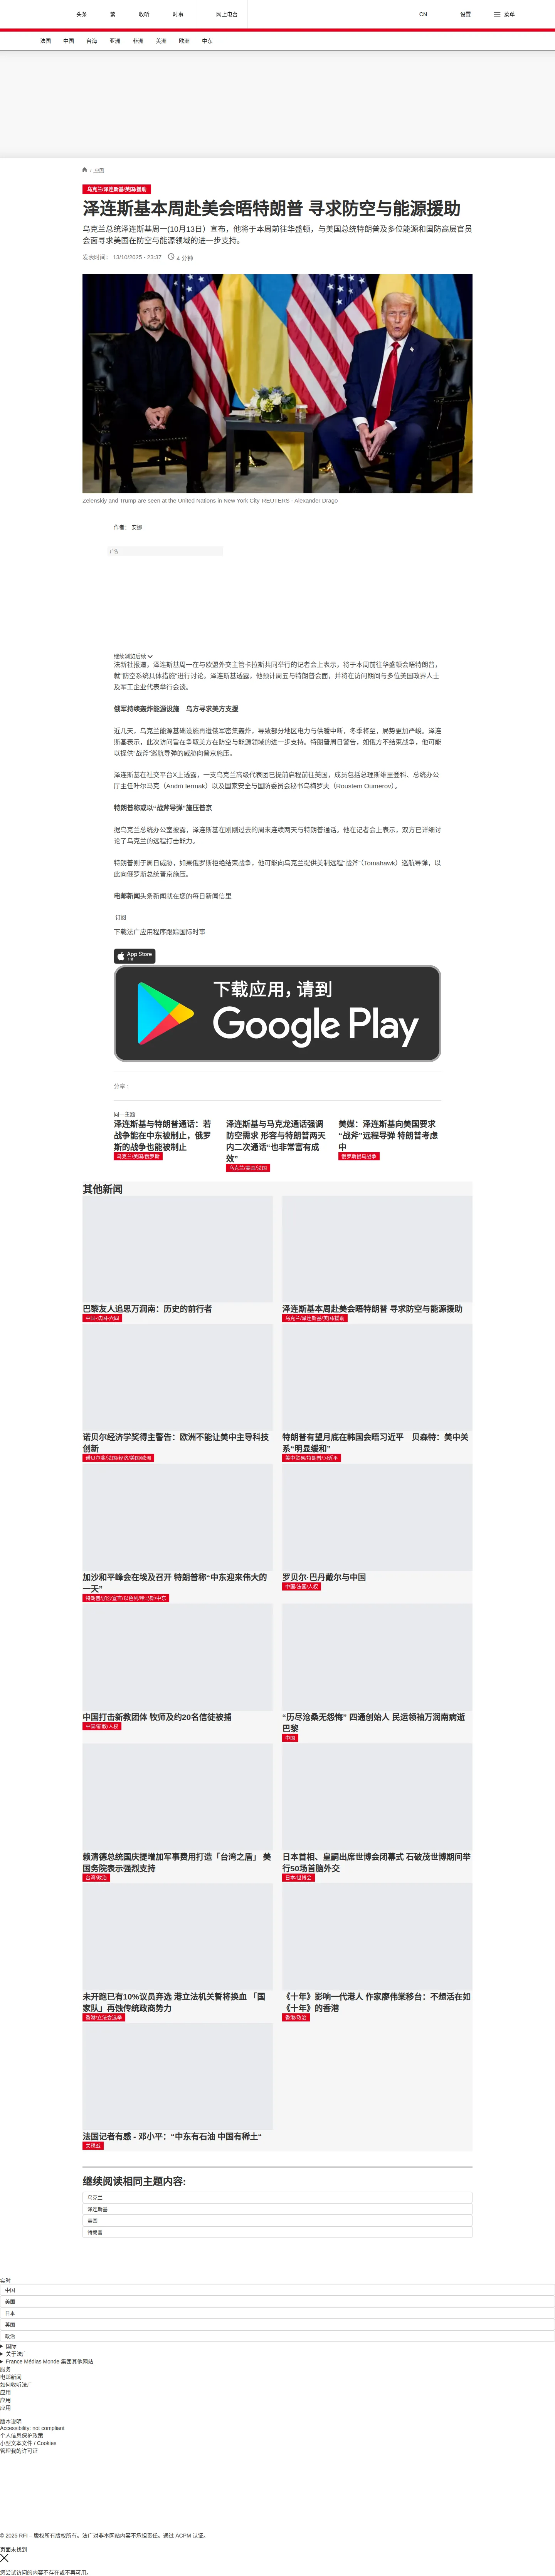 头条
繁
收听
时事
网上电台
CN
设置
菜单
法国
中国
台海
亚洲
非洲
美洲
欧洲
中东
/ 中国
乌克兰/泽连斯基/美国/援助
泽连斯基本周赴美会晤特朗普 寻求防空与能源援助
乌克兰总统泽连斯基周一(10月13日）宣布，他将于本周前往华盛顿，与美国总统特朗普及多位能源和国防高层官员
会面寻求美国在防空与能源领域的进一步支持。
发表时间： 13/10/2025 - 23:37
4 分钟
Zelenskiy and Trump are seen at the United Nations in New York City REUTERS - Alexander Drago
作者： 安娜
广告
继续浏览后续
法新社报道，泽连斯基周一在与欧盟外交主管卡拉斯共同举行的记者会上表示，将于本周前往华盛顿会晤特朗普，
就“防空系统具体措施”进行讨论。泽连斯基透露，他预计周五与特朗普会面，并将在访问期间与多位美国政界人士
及军工企业代表举行会谈。
俄军持续轰炸能源设施　乌方寻求美方支援
近几天，乌克兰能源基础设施再遭俄军密集轰炸，导致部分地区电力与供暖中断，冬季将至，局势更加严峻。泽连
斯基表示，此次访问旨在争取美方在防空与能源领域的进一步支持。特朗普周日警告，如俄方不结束战争，他可能
以提供“战斧”巡航导弹的威胁向普京施压。
泽连斯基在社交平台X上透露，一支乌克兰高级代表团已提前启程前往美国，成员包括总理斯维里登科、总统办公
厅主任叶尔马克（Andrii Iermak）以及国家安全与国防委员会秘书乌梅罗夫（Roustem Oumerov）。
特朗普称或以“战斧导弹”施压普京
据乌克兰总统办公室披露，泽连斯基在刚刚过去的周末连续两天与特朗普通话。他在记者会上表示，双方已详细讨
论了乌克兰的远程打击能力。
特朗普则于周日威胁，如果俄罗斯拒绝结束战争，他可能向乌克兰提供美制远程“战斧”（Tomahawk）巡航导弹，以
此向俄罗斯总统普京施压。
电邮新闻头条新闻就在您的每日新闻信里
订阅
下载法广应用程序跟踪国际时事
App Store
下载
下载应用，请到
Google Play
分享 :
同一主题
泽连斯基与特朗普通话：若
战争能在中东被制止，俄罗
斯的战争也能被制止
乌克兰/美国/俄罗斯
泽连斯基与马克龙通话强调
防空需求 形容与特朗普两天
内二次通话“也非常富有成
效”
乌克兰/美国/法国
美媒：泽连斯基向美国要求
“战斧”远程导弹 特朗普考虑
中
俄罗斯侵乌战争
其他新闻
巴黎友人追思万润南：历史的前行者
中国-法国-六四
泽连斯基本周赴美会晤特朗普 寻求防空与能源援助
乌克兰/泽连斯基/美国/援助
诺贝尔经济学奖得主警告：欧洲不能让美中主导科技
创新
诺贝尔奖/法国/经济/美国/欧洲
特朗普有望月底在韩国会晤习近平　贝森特：美中关
系“明显缓和”
美中贸易/特朗普/习近平
加沙和平峰会在埃及召开 特朗普称“中东迎来伟大的
一天”
特朗普/加沙宣言/以色列/哈马斯/中东
罗贝尔·巴丹戴尔与中国
中国/法国/人权
中国打击新教团体 牧师及约20名信徒被捕
中国/新教/人权
“历尽沧桑无怨悔” 四通创始人 民运领袖万润南病逝
巴黎
中国
赖清德总统国庆提增加军事费用打造「台湾之盾」 美
国务院表示强烈支持
台湾/政治
日本首相、皇嗣出席世博会闭幕式 石破茂世博期间举
行50场首脑外交
日本/世博会
未开跑已有10%议员弃选 港立法机关誓将换血 「国
家队」再蚀传统政商势力
香港/立法会选举
《十年》影响一代港人 作家廖伟棠移台：不想活在如
《十年》的香港
香港/政治
法国记者有感 - 邓小平：“中东有石油 中国有稀土”
关税战
继续阅读相同主题内容:
乌克兰
泽连斯基
美国
特朗普
实时
中国
美国
日本
英国
政治
国际
关于法广
France Médias Monde 集团其他网站
服务
电邮新闻
如何收听法广
应用
应用
应用
版本说明
Accessibility: not compliant
个人信息保护政策
小型文本文件 / Cookies
管理我的许可证
© 2025 RFI – 版权所有版权所有。法广对非本网站内容不承担责任。通过 ACPM 认证。
页面未找到
您尝试访问的内容不存在或不再可用。